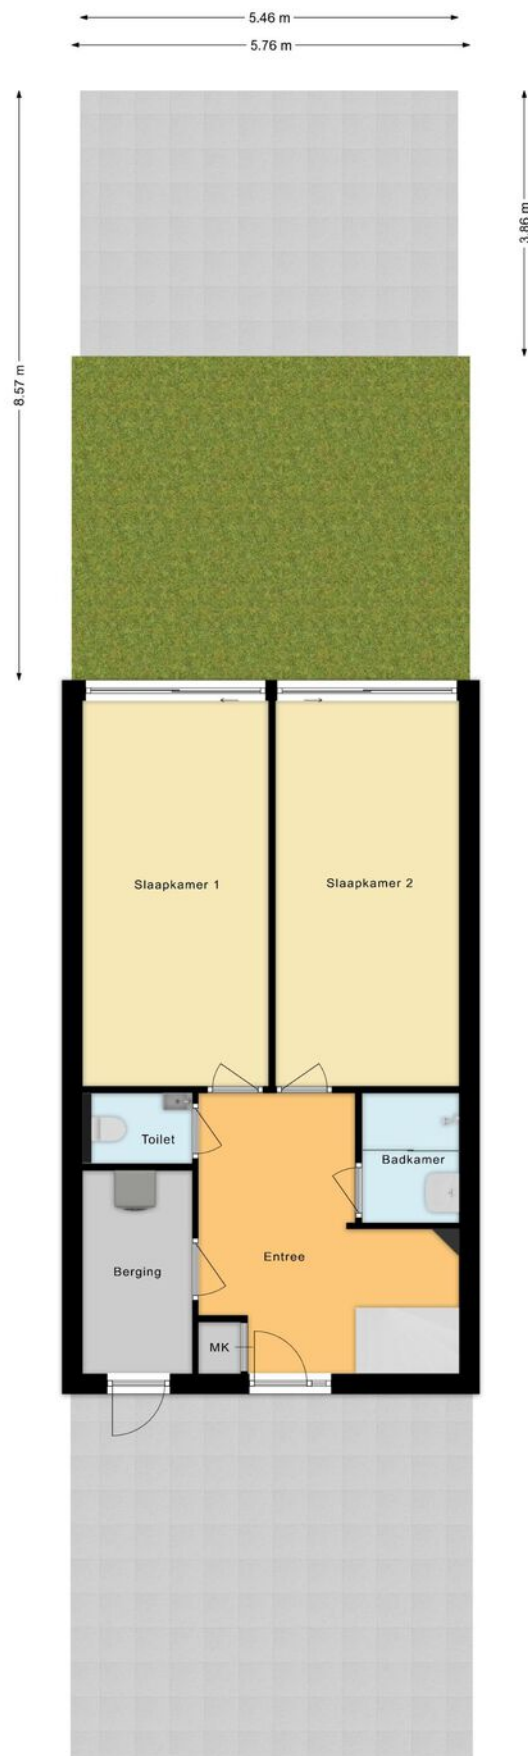 5.46 m
5.76 m
3.86 m
8.57 m
Slaapkamer 1
Slaapkamer 2
Toilet
Badkamer
Entree
Berging
MK